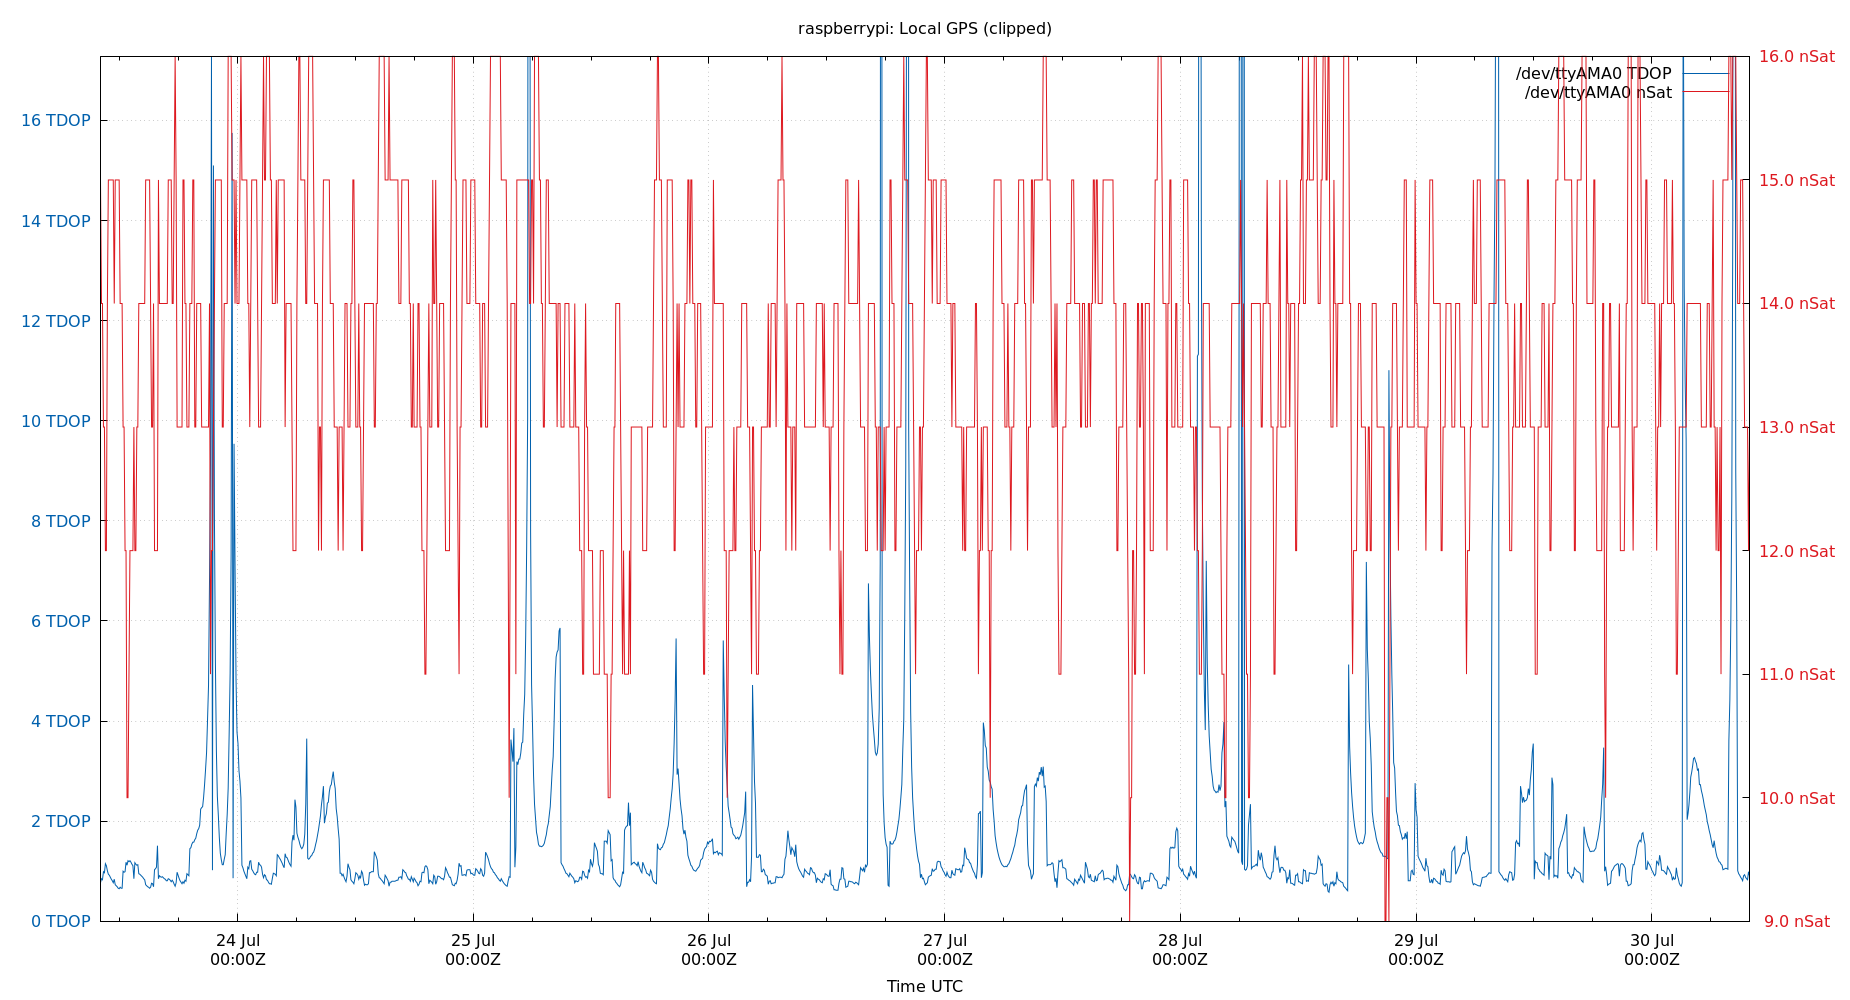 raspberrypi: Local GPS (clipped)
/dev/ttyAMA0 TDOP
/dev/ttyAMA0 nSat
16 TDOP
14 TDOP
12 TDOP
10 TDOP
8 TDOP
6 TDOP
4 TDOP
2 TDOP
0 TDOP
16.0 nSat
15.0 nSat
14.0 nSat
13.0 nSat
12.0 nSat
11.0 nSat
10.0 nSat
9.0 nSat
24 Jul 25 Jul 26 Jul 27 Jul 28 Jul 29 Jul 30 Jul
00:00Z 00:00Z 00:00Z 00:00Z 00:00Z 00:00Z 00:00Z
Time UTC